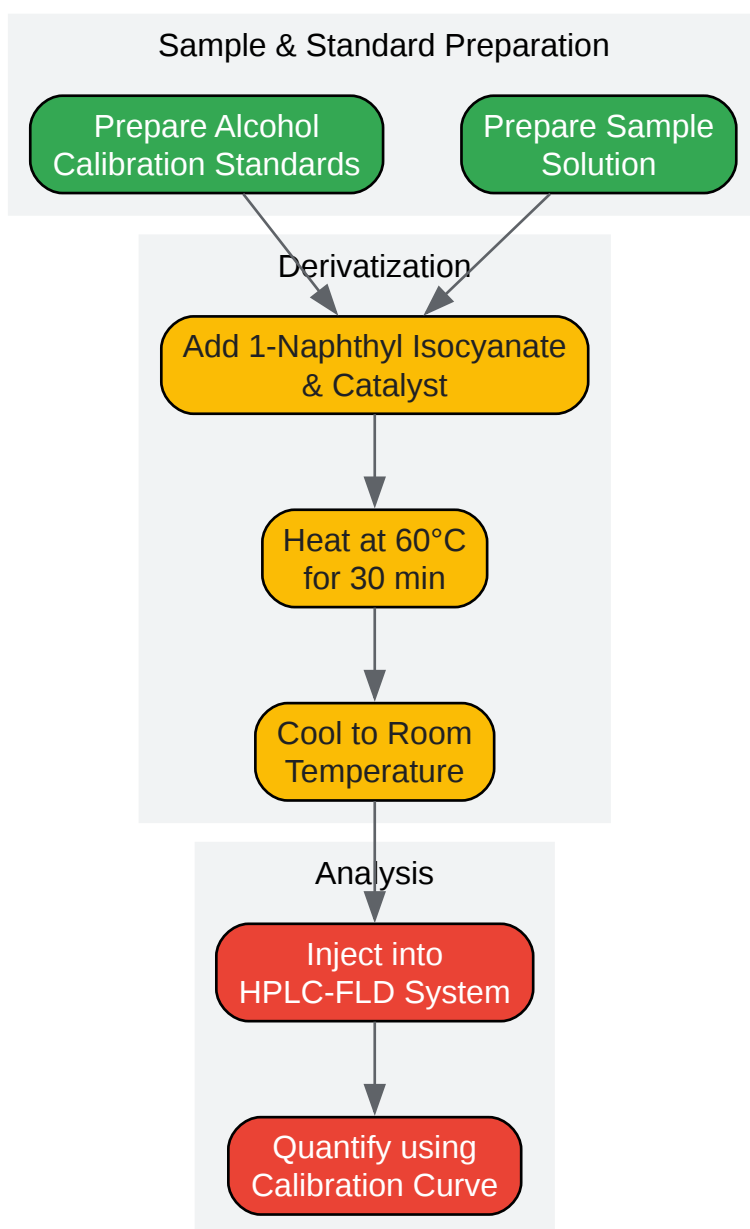 Sample & Standard Preparation
Prepare Alcohol
Calibration Standards
Prepare Sample
Solution
Derivatization
Add 1-Naphthyl Isocyanate
& Catalyst
Heat at 60°C
for 30 min
Cool to Room
Temperature
Analysis
Inject into
HPLC-FLD System
Quantify using
Calibration Curve